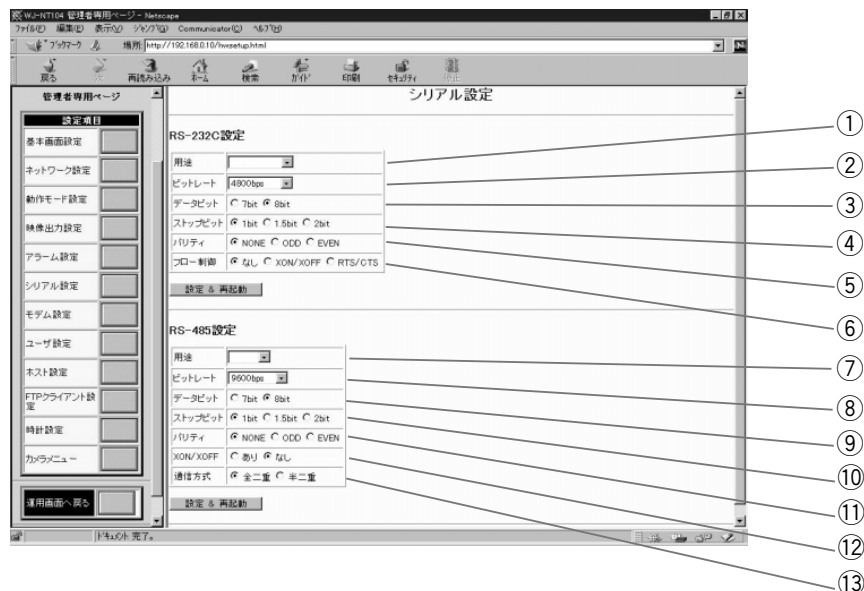 WJ-NT104 管理者専用ページ - Netscape
ファイル(F) 編集(E) 表示(V) ジャンプ(G) Communicator(C) ヘルプ(H)
ブックマーク 場所: http://192.168.0.10/hwsetup.html
戻る 次 再読み込み ホーム 検索 ガイド 印刷 セキュリティ 停止
管理者専用ページ
設定項目
基本画面設定
ネットワーク設定
動作モード設定
映像出力設定
アラーム設定
シリアル設定
モデム設定
ユーザ設定
ホスト設定
FTPクライアント設
定
時計設定
カメラメニュー
運用画面へ戻る
シリアル設定
RS-232C設定
用途
ビットレート 4800bps
データビット 7bit 8bit
ストップビット 1bit 1.5bit 2bit
パリティ NONE ODD EVEN
フロー制御 なし XON/XOFF RTS/CTS
設定 & 再起動
RS-485設定
用途
ビットレート 9600bps
データビット 7bit 8bit
ストップビット 1bit 1.5bit 2bit
パリティ NONE ODD EVEN
XON/XOFF あり なし
通信方式 全二重 半二重
設定 & 再起動
ドキュメント: 完了。
①
②
③
④
⑤
⑥
⑦
⑧
⑨
⑩
⑪
⑫
⑬